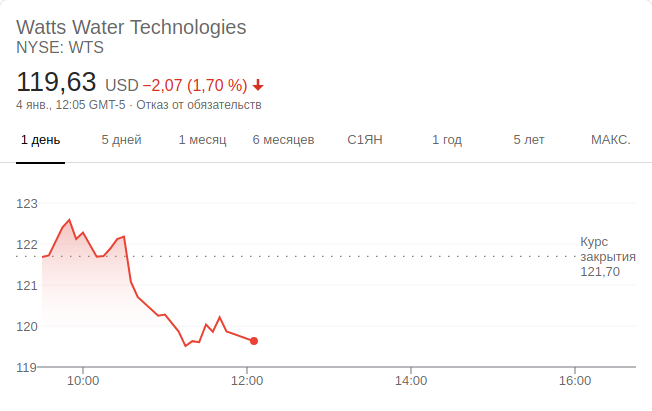 Watts Water Technologies
NYSE: WTS
119,63 USD −2,07 (1,70 %)
4 янв., 12:05 GMT-5 · Отказ от обязательств
1 день 5 дней 1 месяц 6 месяцев С1ЯН 1 год 5 лет МАКС.
123
122
121
120
119
Курс
закрытия
121,70
10:00 12:00 14:00 16:00